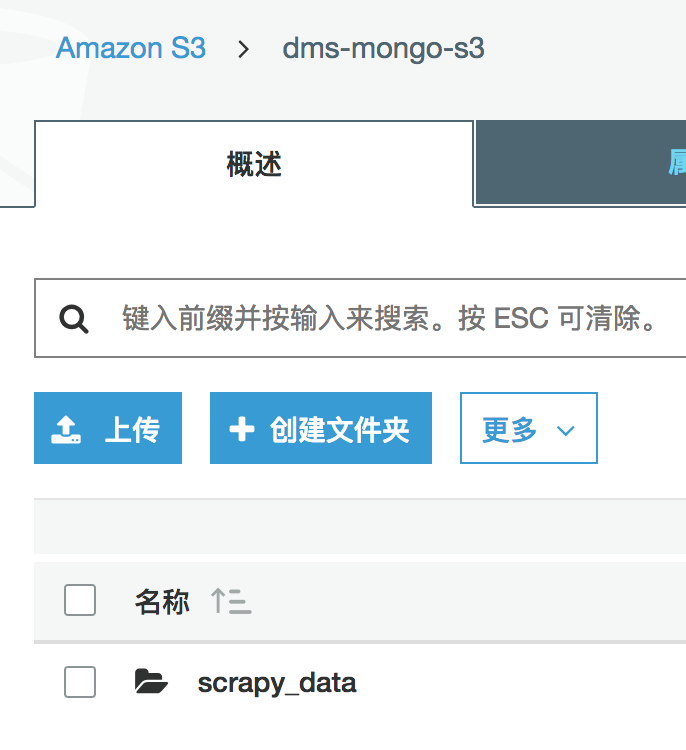 Amazon S3 > dms-mongo-s3
概述
键入前缀并按输入来搜索。按 ESC 可清除。
上传 创建文件夹 更多
名称
scrapy_data